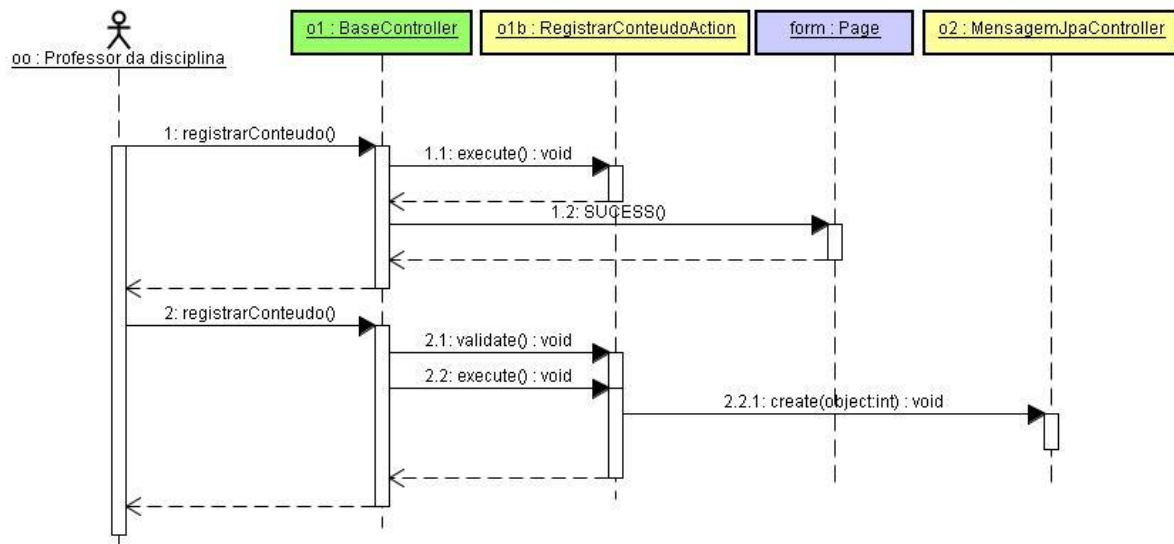 oo : Professor da disciplina
o1 : BaseController
o1b : RegistrarConteudoAction
form : Page
o2 : MensagemJpaController
1: registrarConteudo()
1.1: execute() : void
1.2: SUCESS()
2: registrarConteudo()
2.1: validate() : void
2.2: execute() : void
2.2.1: create(object:int) : void